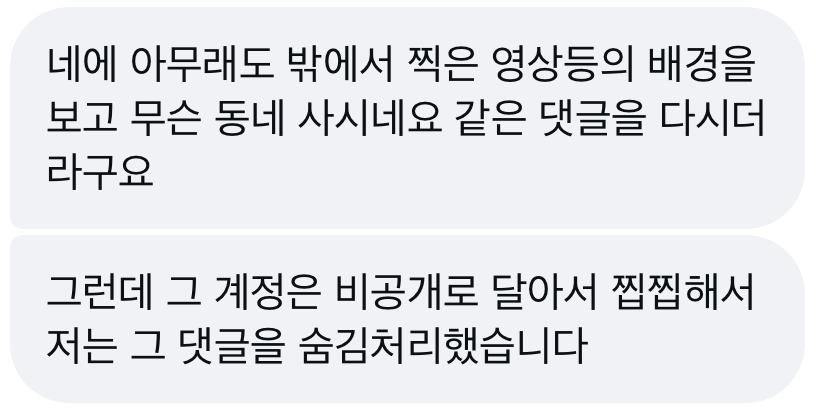 네에 아무래도 밖에서 찍은 영상등의 배경을
보고 무슨 동네 사시네요 같은 댓글을 다시더
라구요
그런데 그 계정은 비공개로 달아서 찝찝해서
저는 그 댓글을 숨김처리했습니다